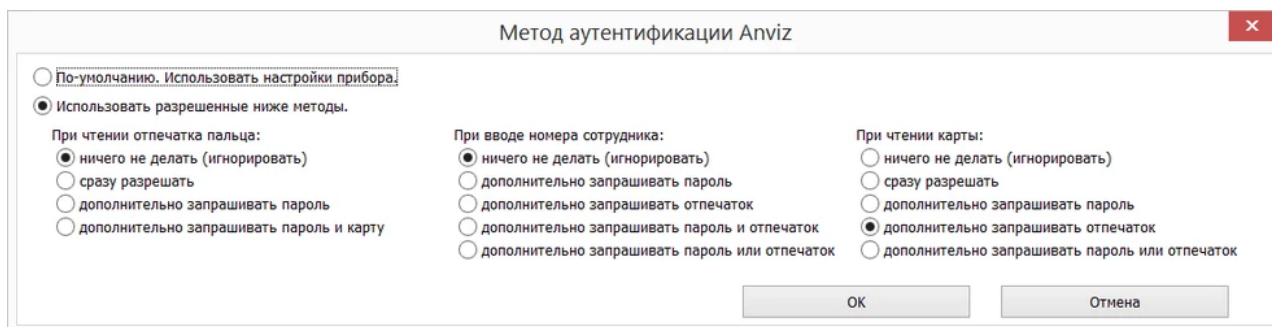 Метод аутентификации Anviz
По-умолчанию. Использовать настройки прибора.
Использовать разрешенные ниже методы.
При чтении отпечатка пальца:
ничего не делать (игнорировать)
сразу разрешать
дополнительно запрашивать пароль
дополнительно запрашивать пароль и карту
При вводе номера сотрудника:
ничего не делать (игнорировать)
дополнительно запрашивать пароль
дополнительно запрашивать отпечаток
дополнительно запрашивать пароль и отпечаток
дополнительно запрашивать пароль или отпечаток
При чтении карты:
ничего не делать (игнорировать)
сразу разрешать
дополнительно запрашивать пароль
дополнительно запрашивать отпечаток
дополнительно запрашивать пароль или отпечаток
ОК
Отмена